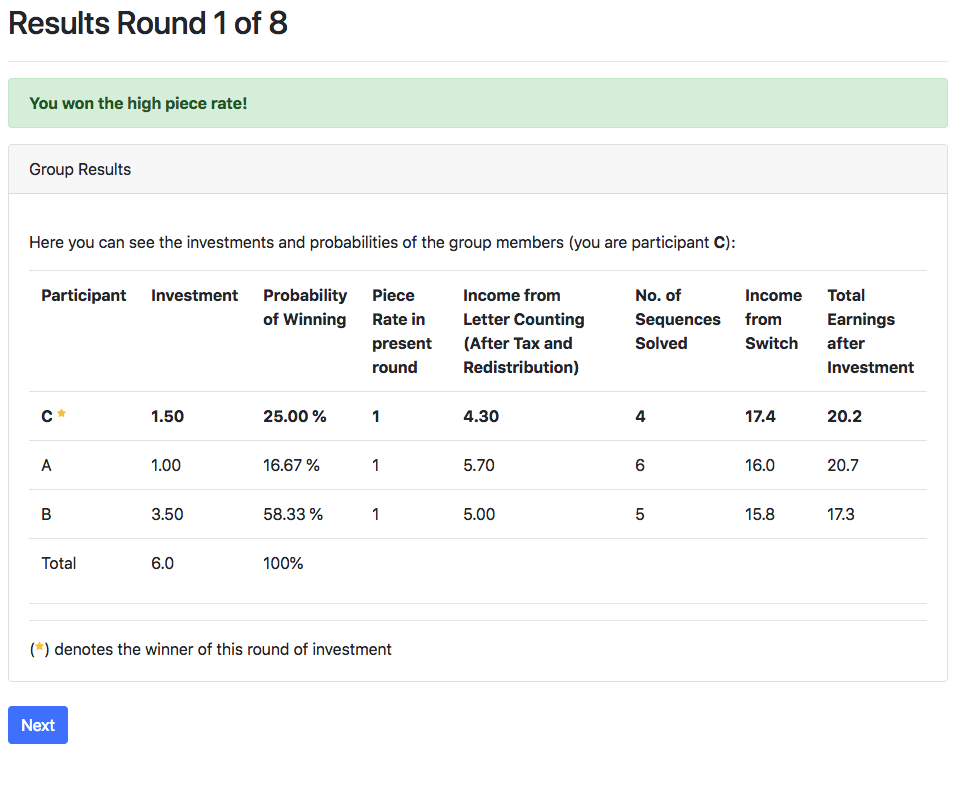 Results Round 1 of 8
You won the high piece rate!
Group Results
Here you can see the investments and probabilities of the group members (you are participant C):
Participant Investment Probability of Winning Piece Rate in present round Income from Letter Counting (After Tax and Redistribution) No. of Sequences Solved Income from Switch Total Earnings after Investment
C 1.50 25.00 % 1 4.30 4 17.4 20.2
A 1.00 16.67 % 1 5.70 6 16.0 20.7
B 3.50 58.33 % 1 5.00 5 15.8 17.3
Total 6.0 100%
(★) denotes the winner of this round of investment
Next